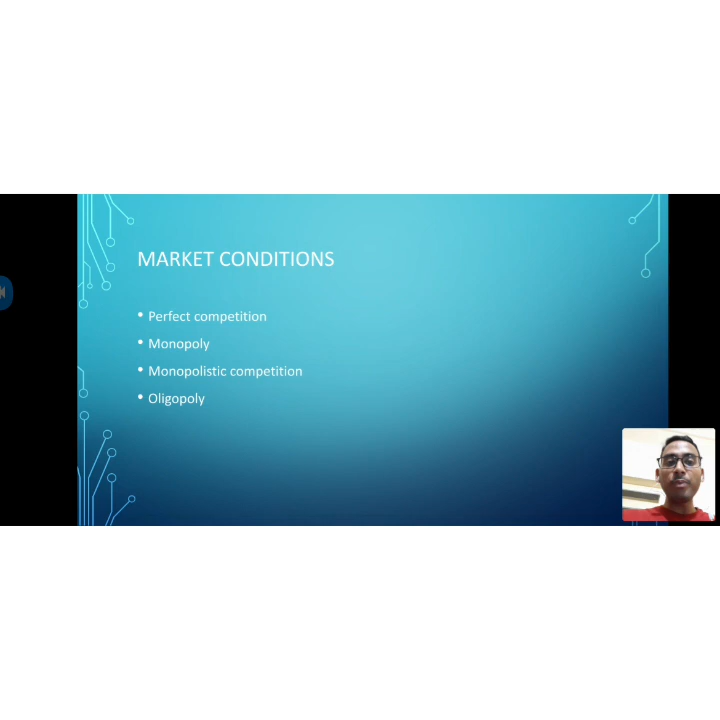 MARKET CONDITIONS
• Perfect competition
• Monopoly
• Monopolistic competition
• Oligopoly